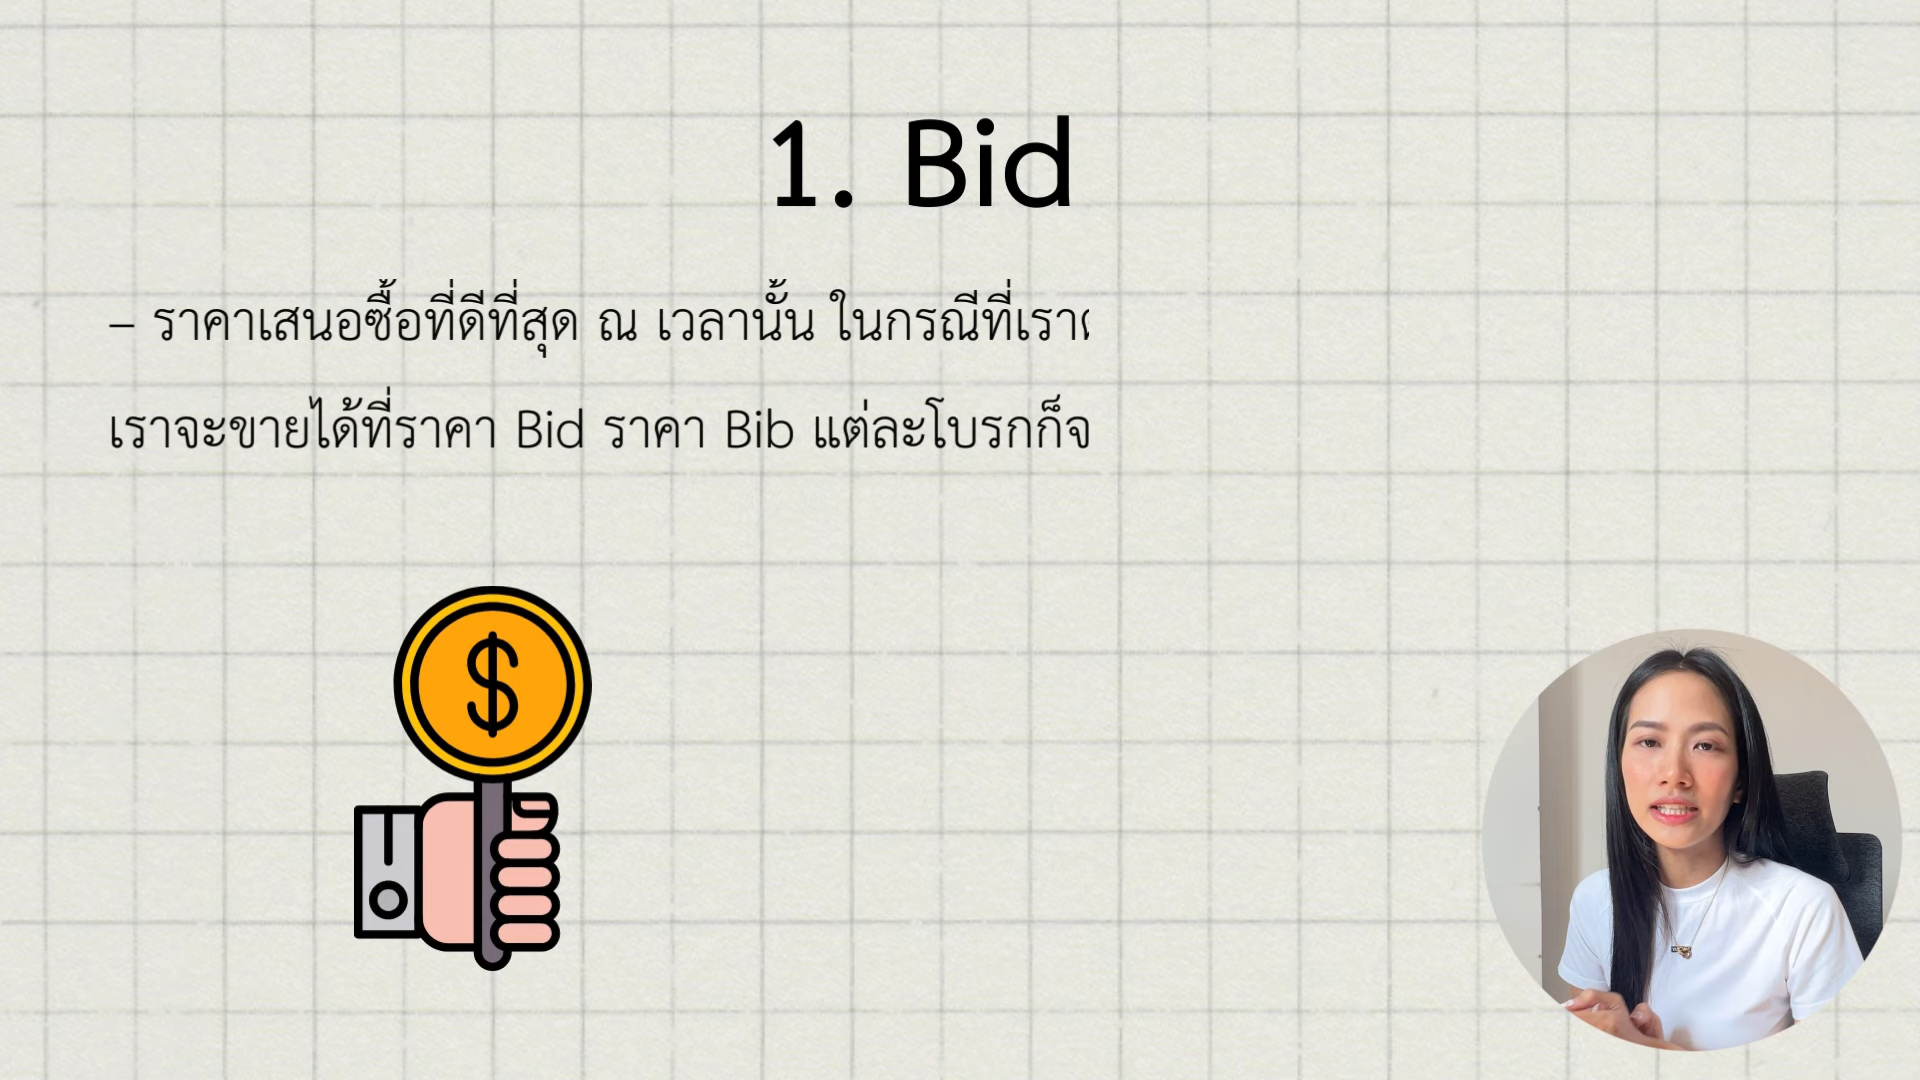 1. Bid
– ราคาเสนอซื้อที่ดีที่สุด ณ เวลานั้น ในกรณีที่เรา
เราจะขายได้ที่ราคา Bid ราคา Bib แต่ละโบรกก็จ
$